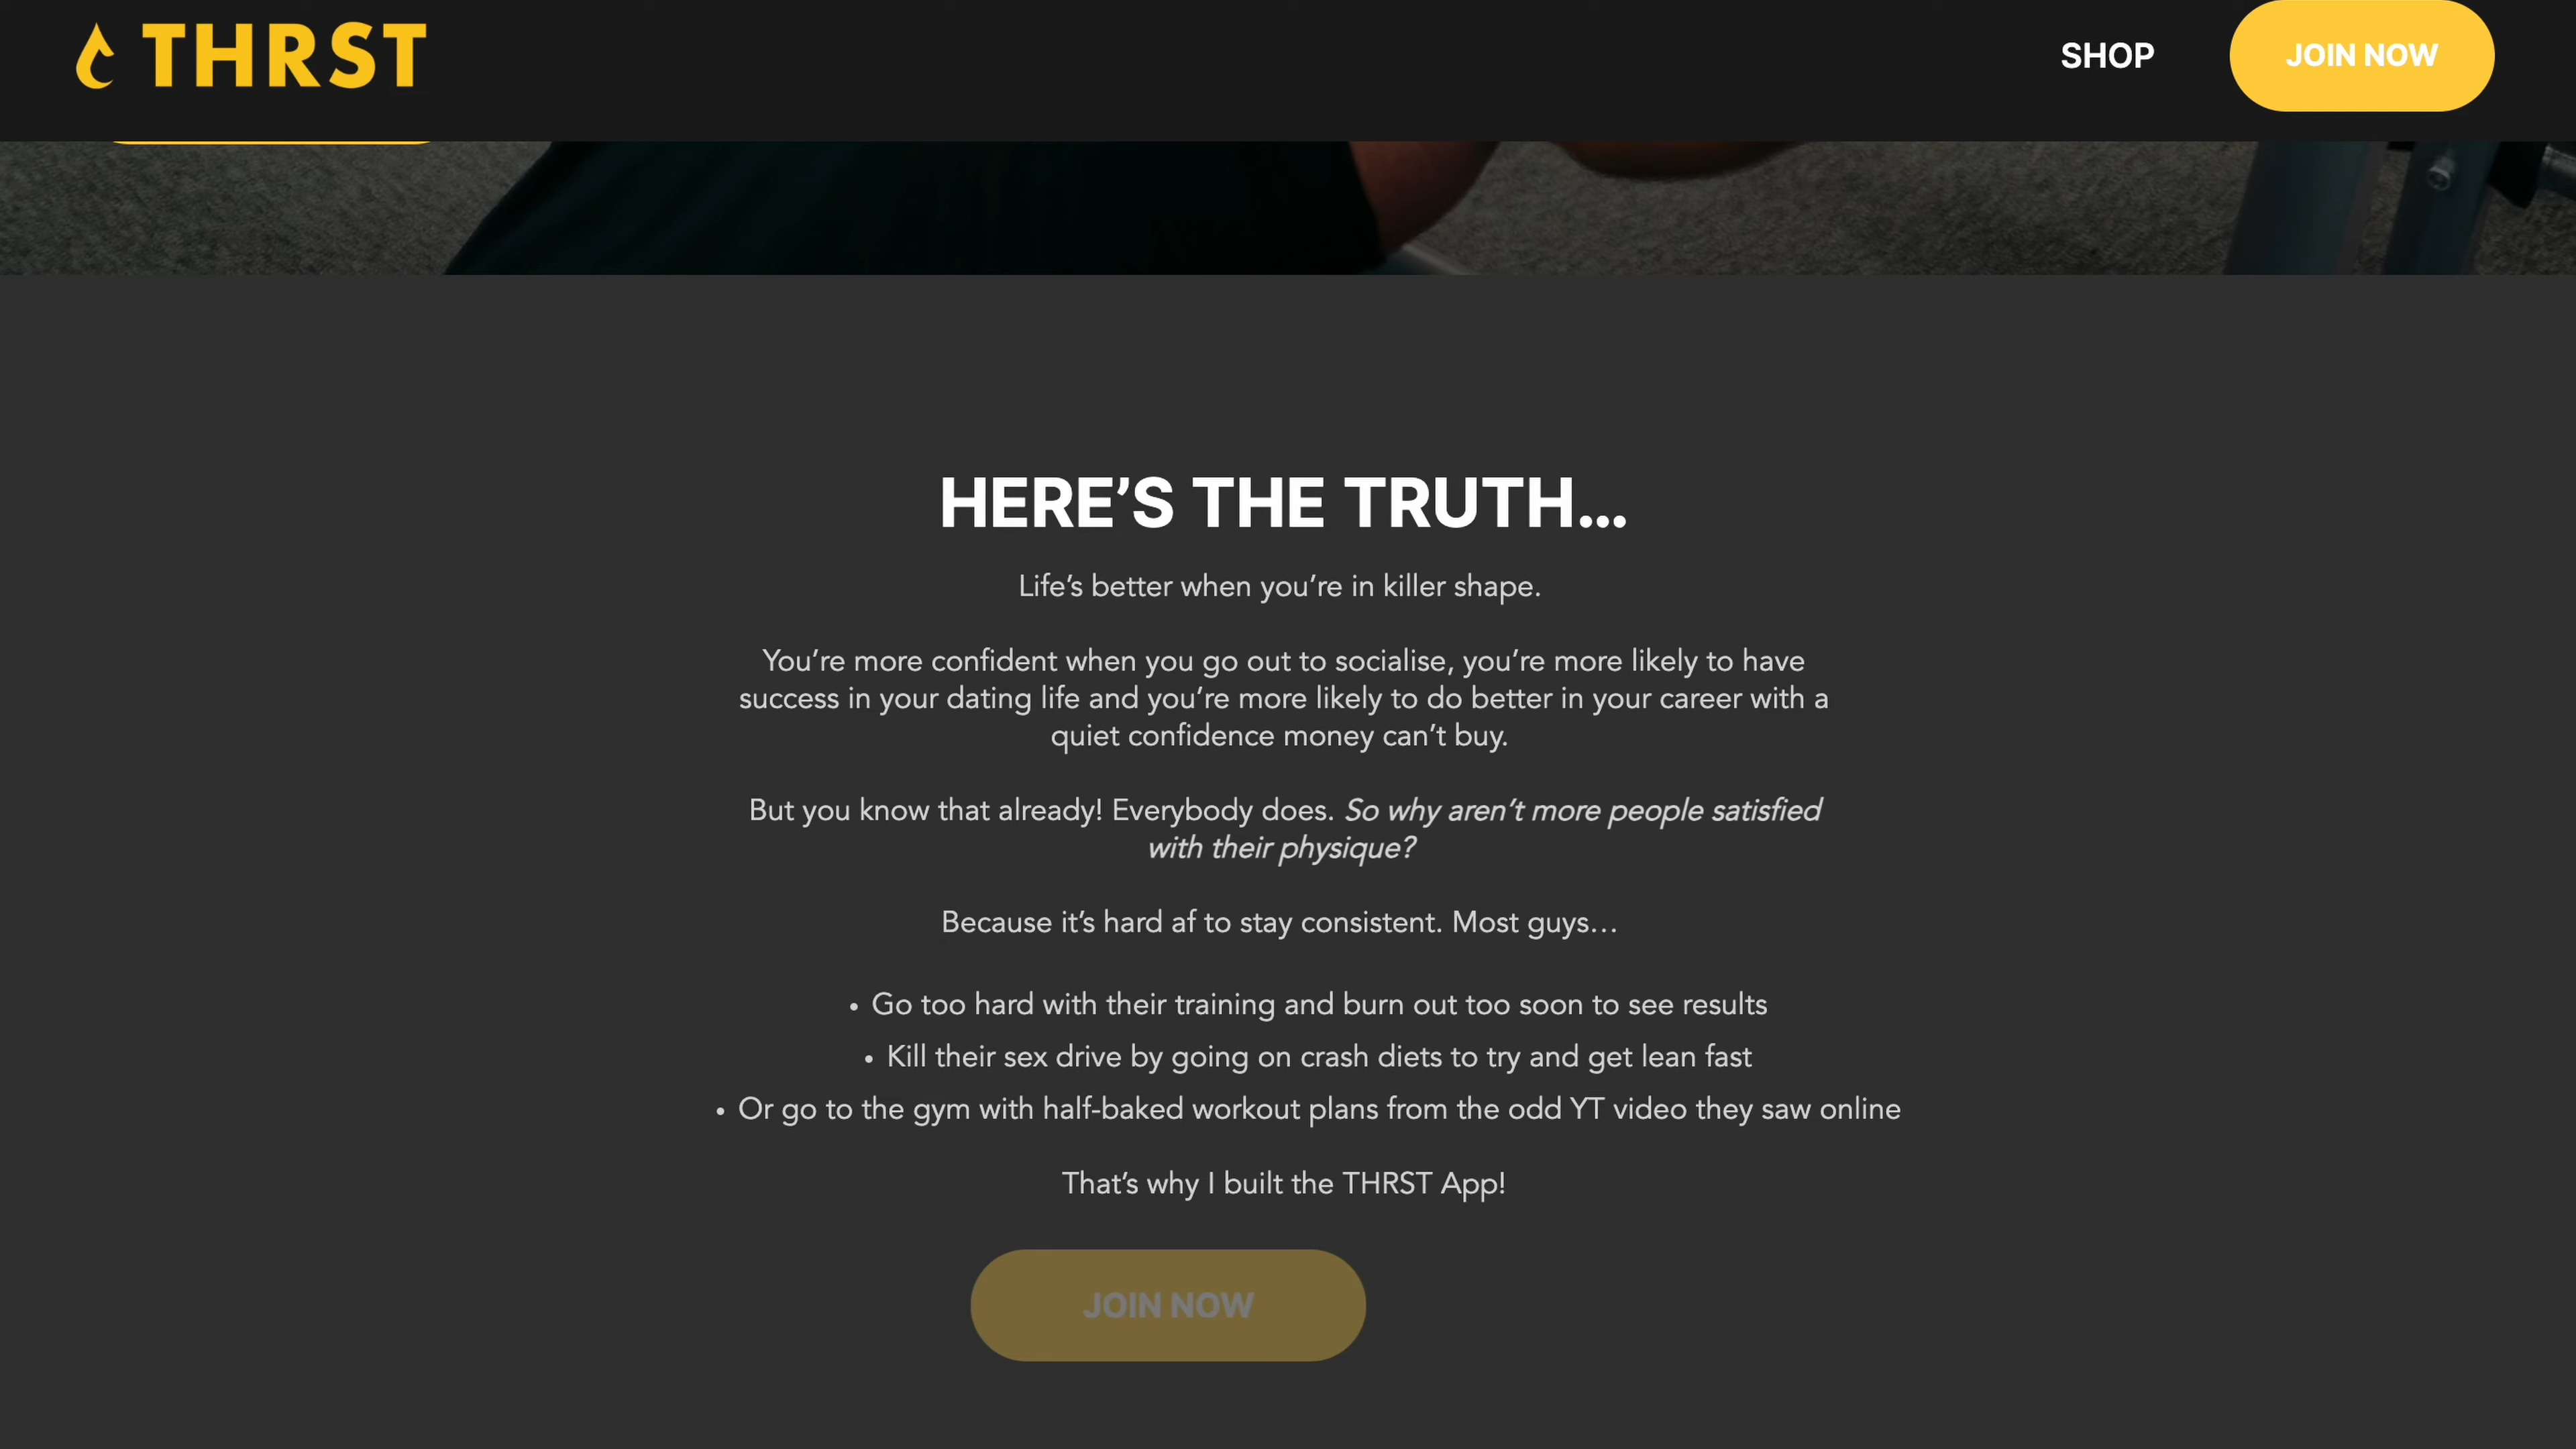 THRST
SHOP
JOIN NOW
HERE’S THE TRUTH...
Life’s better when you’re in killer shape.
You’re more confident when you go out to socialise, you’re more likely to have
success in your dating life and you’re more likely to do better in your career with a
quiet confidence money can’t buy.
But you know that already! Everybody does. So why aren’t more people satisfied
with their physique?
Because it’s hard af to stay consistent. Most guys…
• Go too hard with their training and burn out too soon to see results
• Kill their sex drive by going on crash diets to try and get lean fast
• Or go to the gym with half-baked workout plans from the odd YT video they saw online
That’s why I built the THRST App!
JOIN NOW